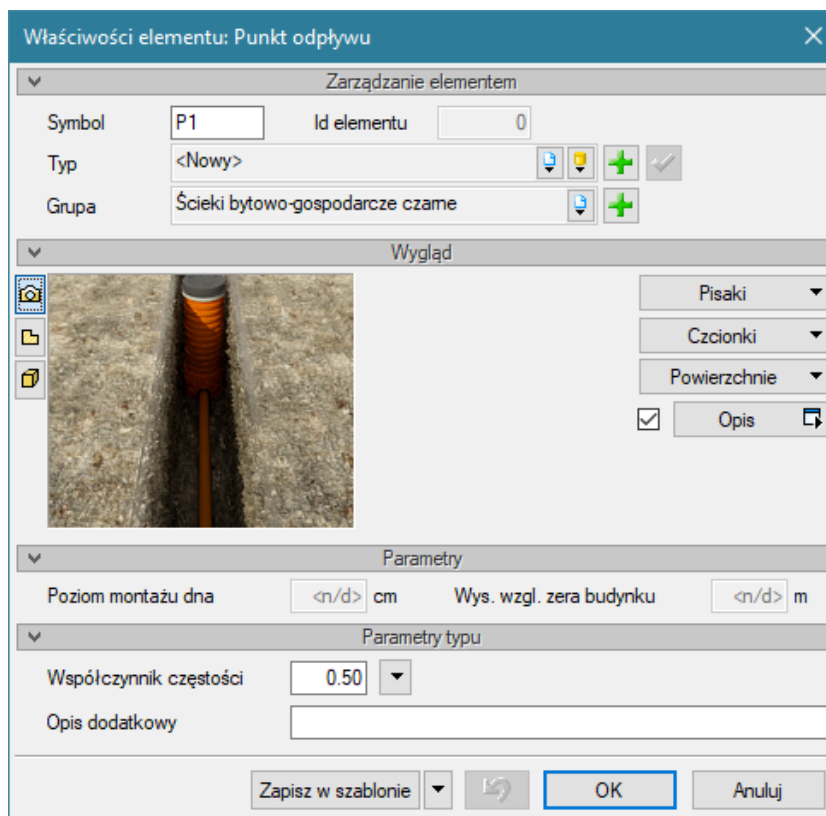 Właściwości elementu: Punkt odpływu
Zarządzanie elementem
Symbol P1 Id elementu 0
Typ <Nowy>
Grupa Ścieki bytowo-gospodarcze czarne
Wygląd
Pisaki
Czcionki
Powierzchnie
Opis
Parametry
Poziom montażu dna <n/d> cm Wys. wzgl. zera budynku <n/d> m
Parametry typu
Współczynnik częstości 0.50
Opis dodatkowy
Zapisz w szablonie OK Anuluj